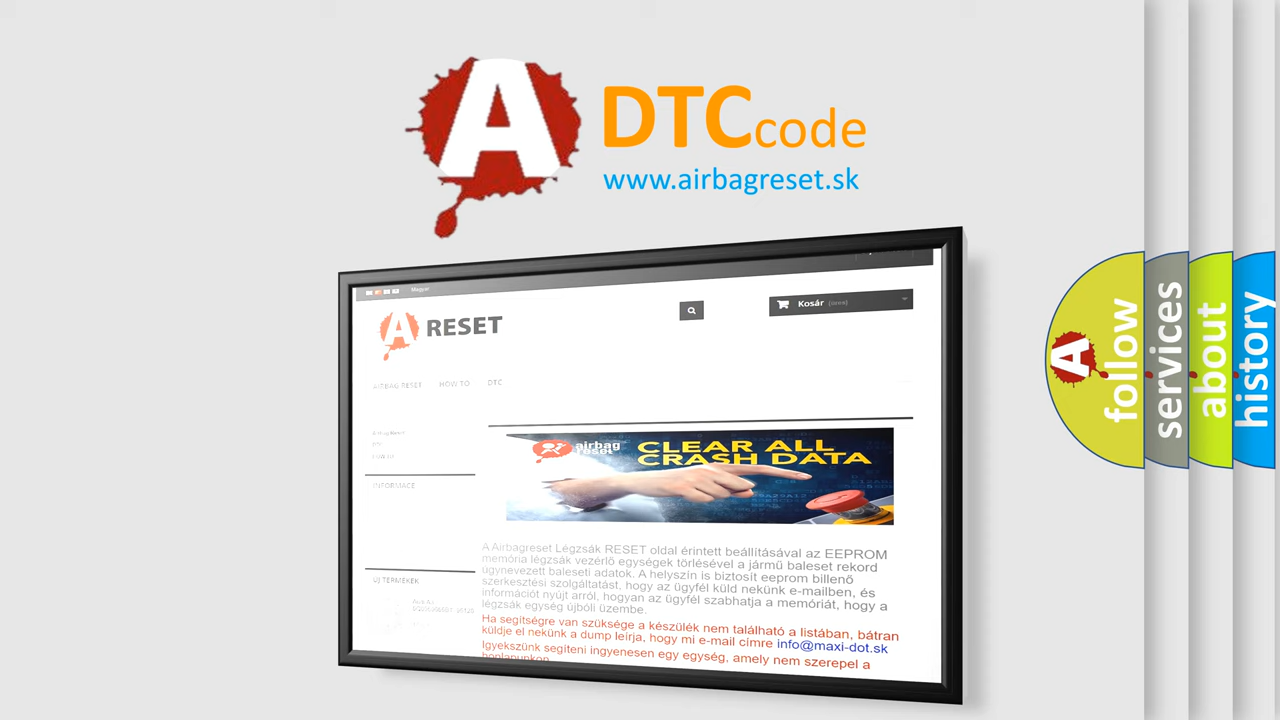 A
DTCcode
www.airbagreset.sk
Magyar
A RESET
Kosár (üres)
AIRBAG RESET HOW TO DTC
Airbag Reset
DTC
INFORMACE
airbag
reset
CLEAR ALL
CRASH DATA
A Airbagreset Légzsák RESET oldal érintett beállításával az EEPROM
memória légzsák vezérlő egységek törlésével a jármű baleset rekord
úgynevezett baleseti adatok. A helyszín is biztosít eeprom billenő
szerkesztési szolgáltatást, hogy az ügyfél küld nekünk e-mailben, és
információt nyújt arról, hogyan az ügyfél szabhatja a memóriát, hogy a
légzsák egység újbóli üzembe.
Ha segítségre van szüksége a készülék nem található a listában, bátran
küldje el nekünk a dump leírja, hogy mi e-mail címre info@maxi-dot.sk
Igyekszünk segíteni ingyenesen egy egység, amely nem szerepel a
honlapunkon
ÚJ TERMÉKEK
A
follow
services
about
history